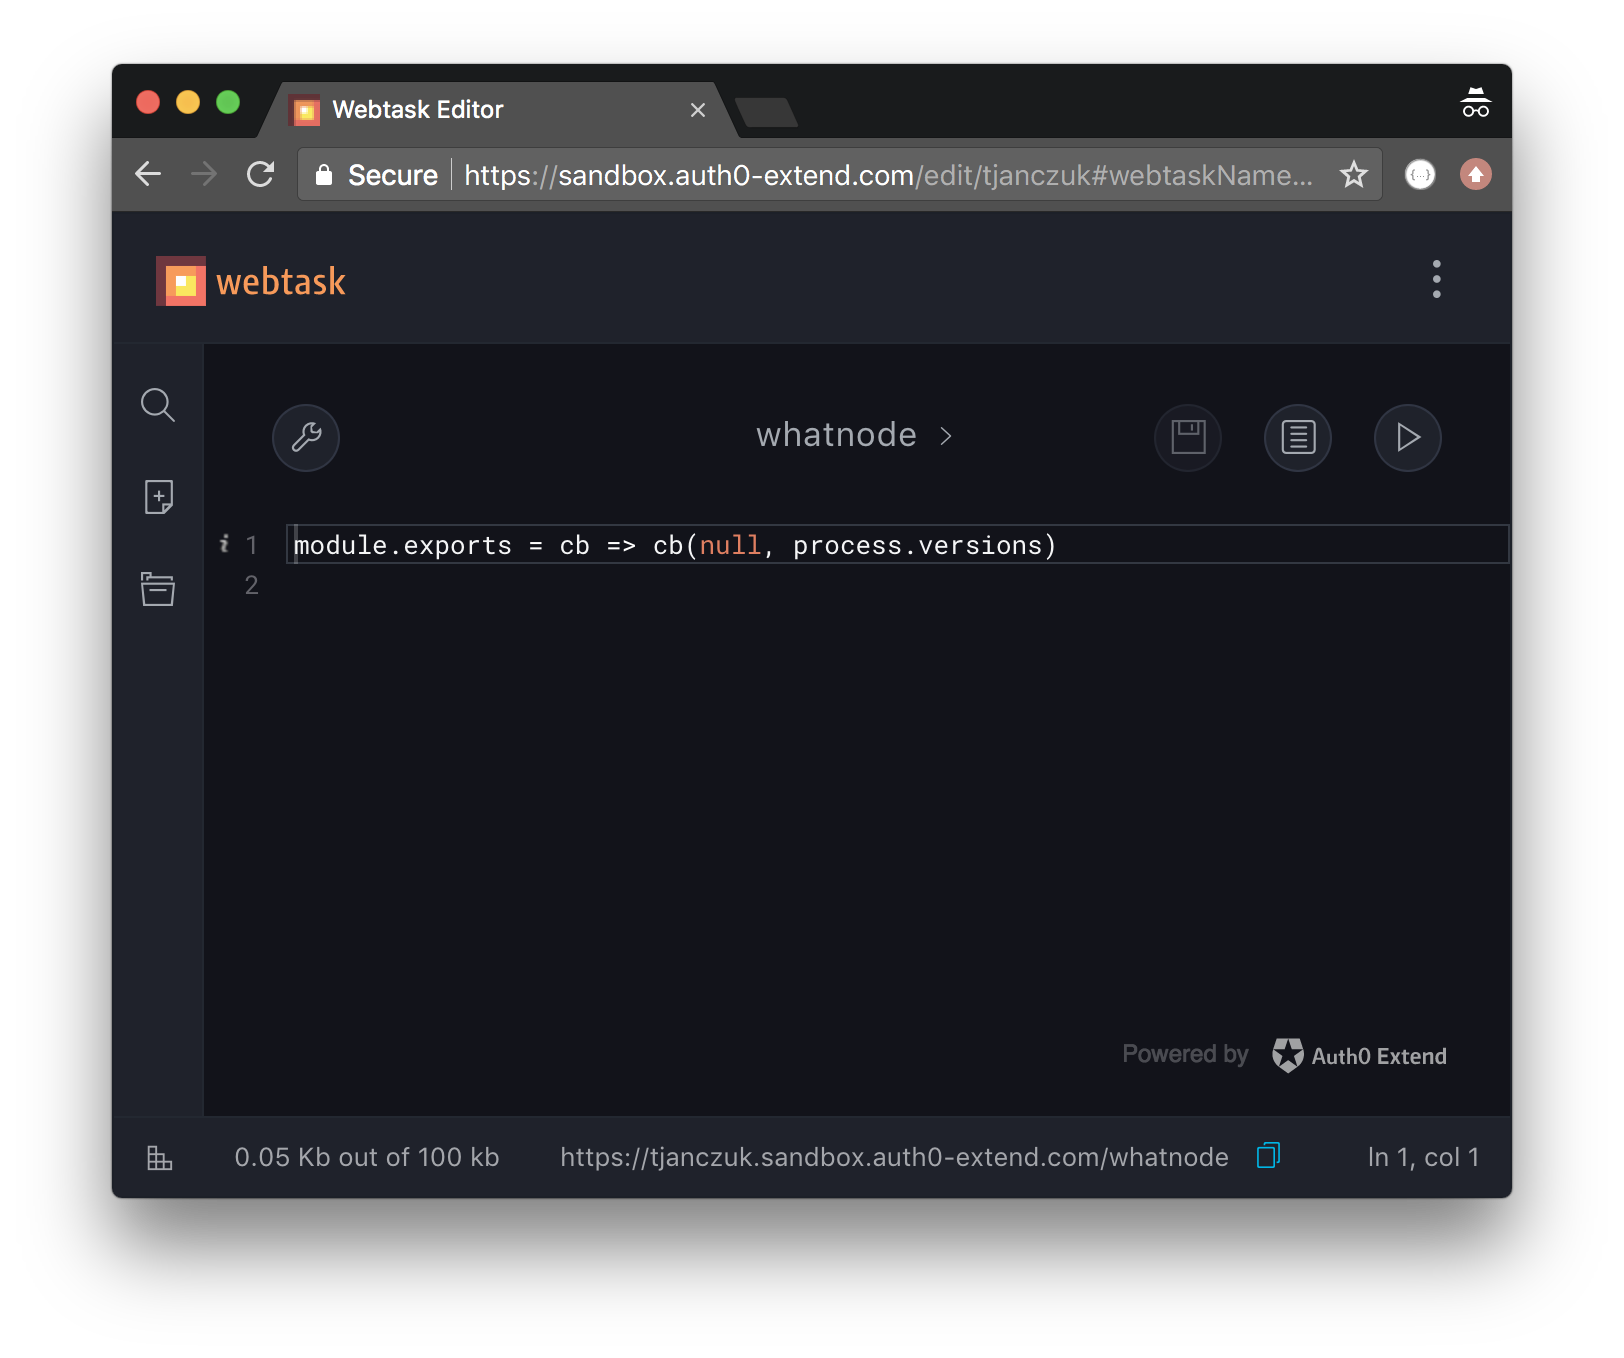 Webtask Editor
Secure https://sandbox.auth0-extend.com/edit/tjanczuk#webtaskName...
{...}
webtask
whatnode >
i 1 module.exports = cb => cb(null, process.versions)
2
Powered by Auth0 Extend
0.05 Kb out of 100 kb https://tjanczuk.sandbox.auth0-extend.com/whatnode ln 1, col 1